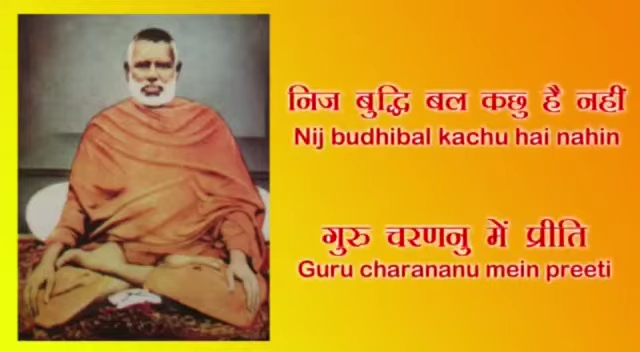 निज बुद्धि बल कछु है नहीं
Nij budhibal kachu hai nahin
गुरु चरणनु में प्रीति
Guru charananu mein preeti